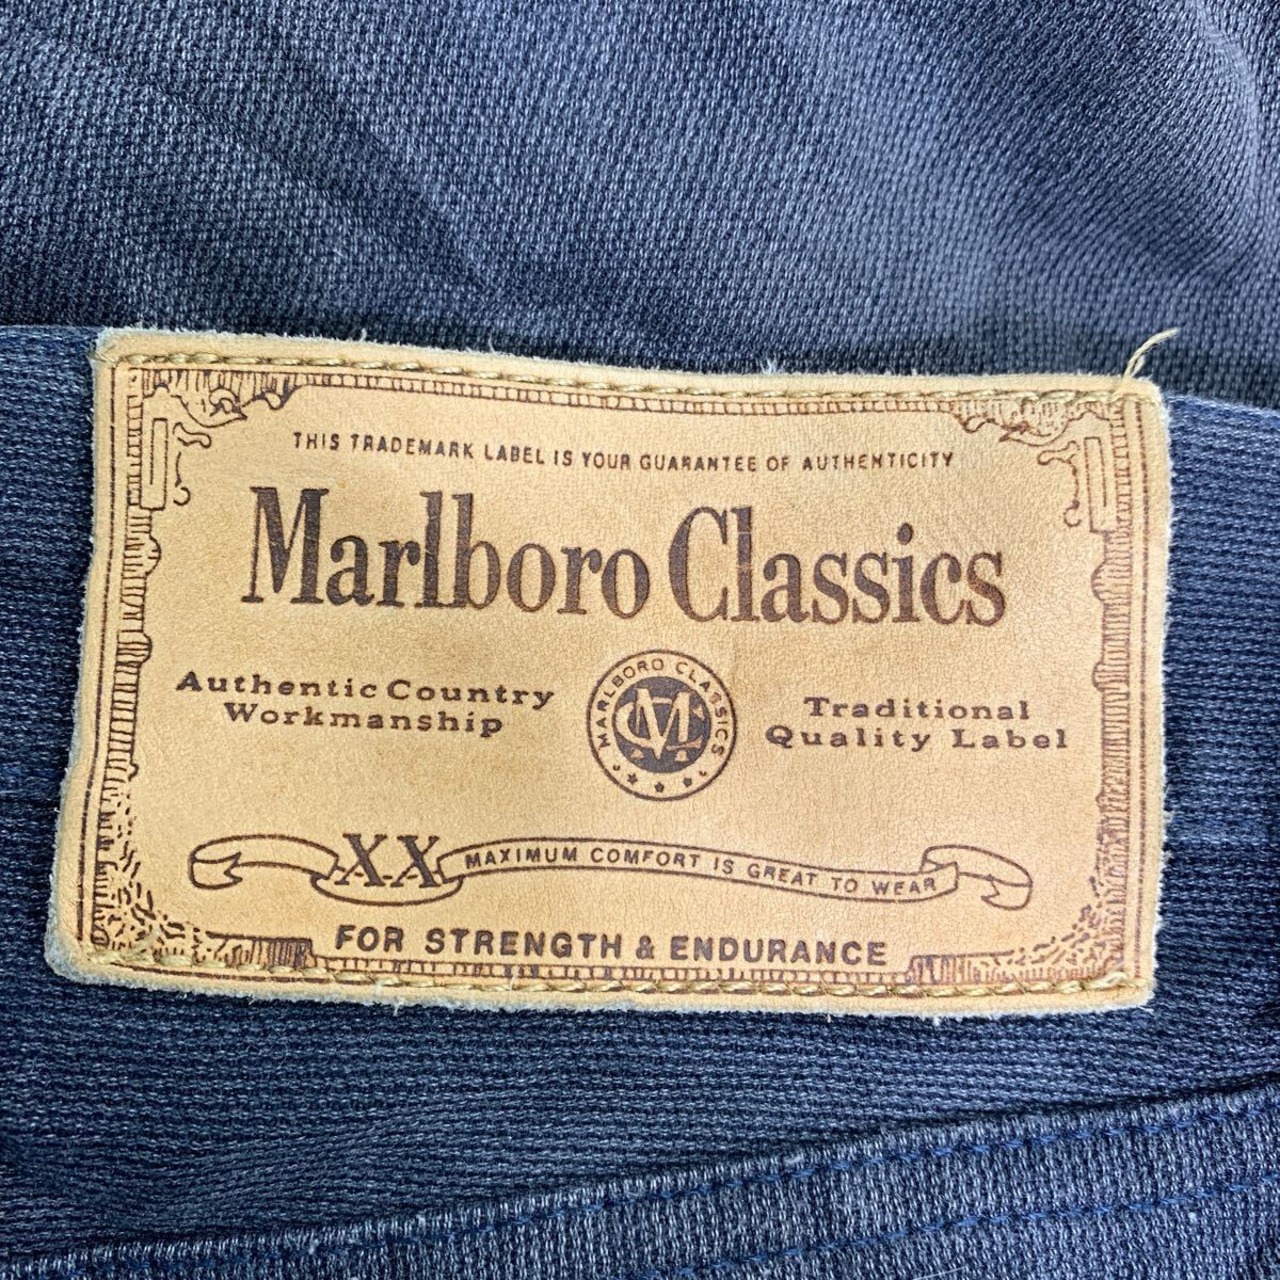 THIS TRADEMARK LABEL IS YOUR GUARANTEE OF AUTHENTICITY
Marlboro Classics
Authentic Country
Workmanship
MARLBORO CLASSICS
MC
Traditional
Quality Label
XX MAXIMUM COMFORT IS GREAT TO WEAR
FOR STRENGTH & ENDURANCE